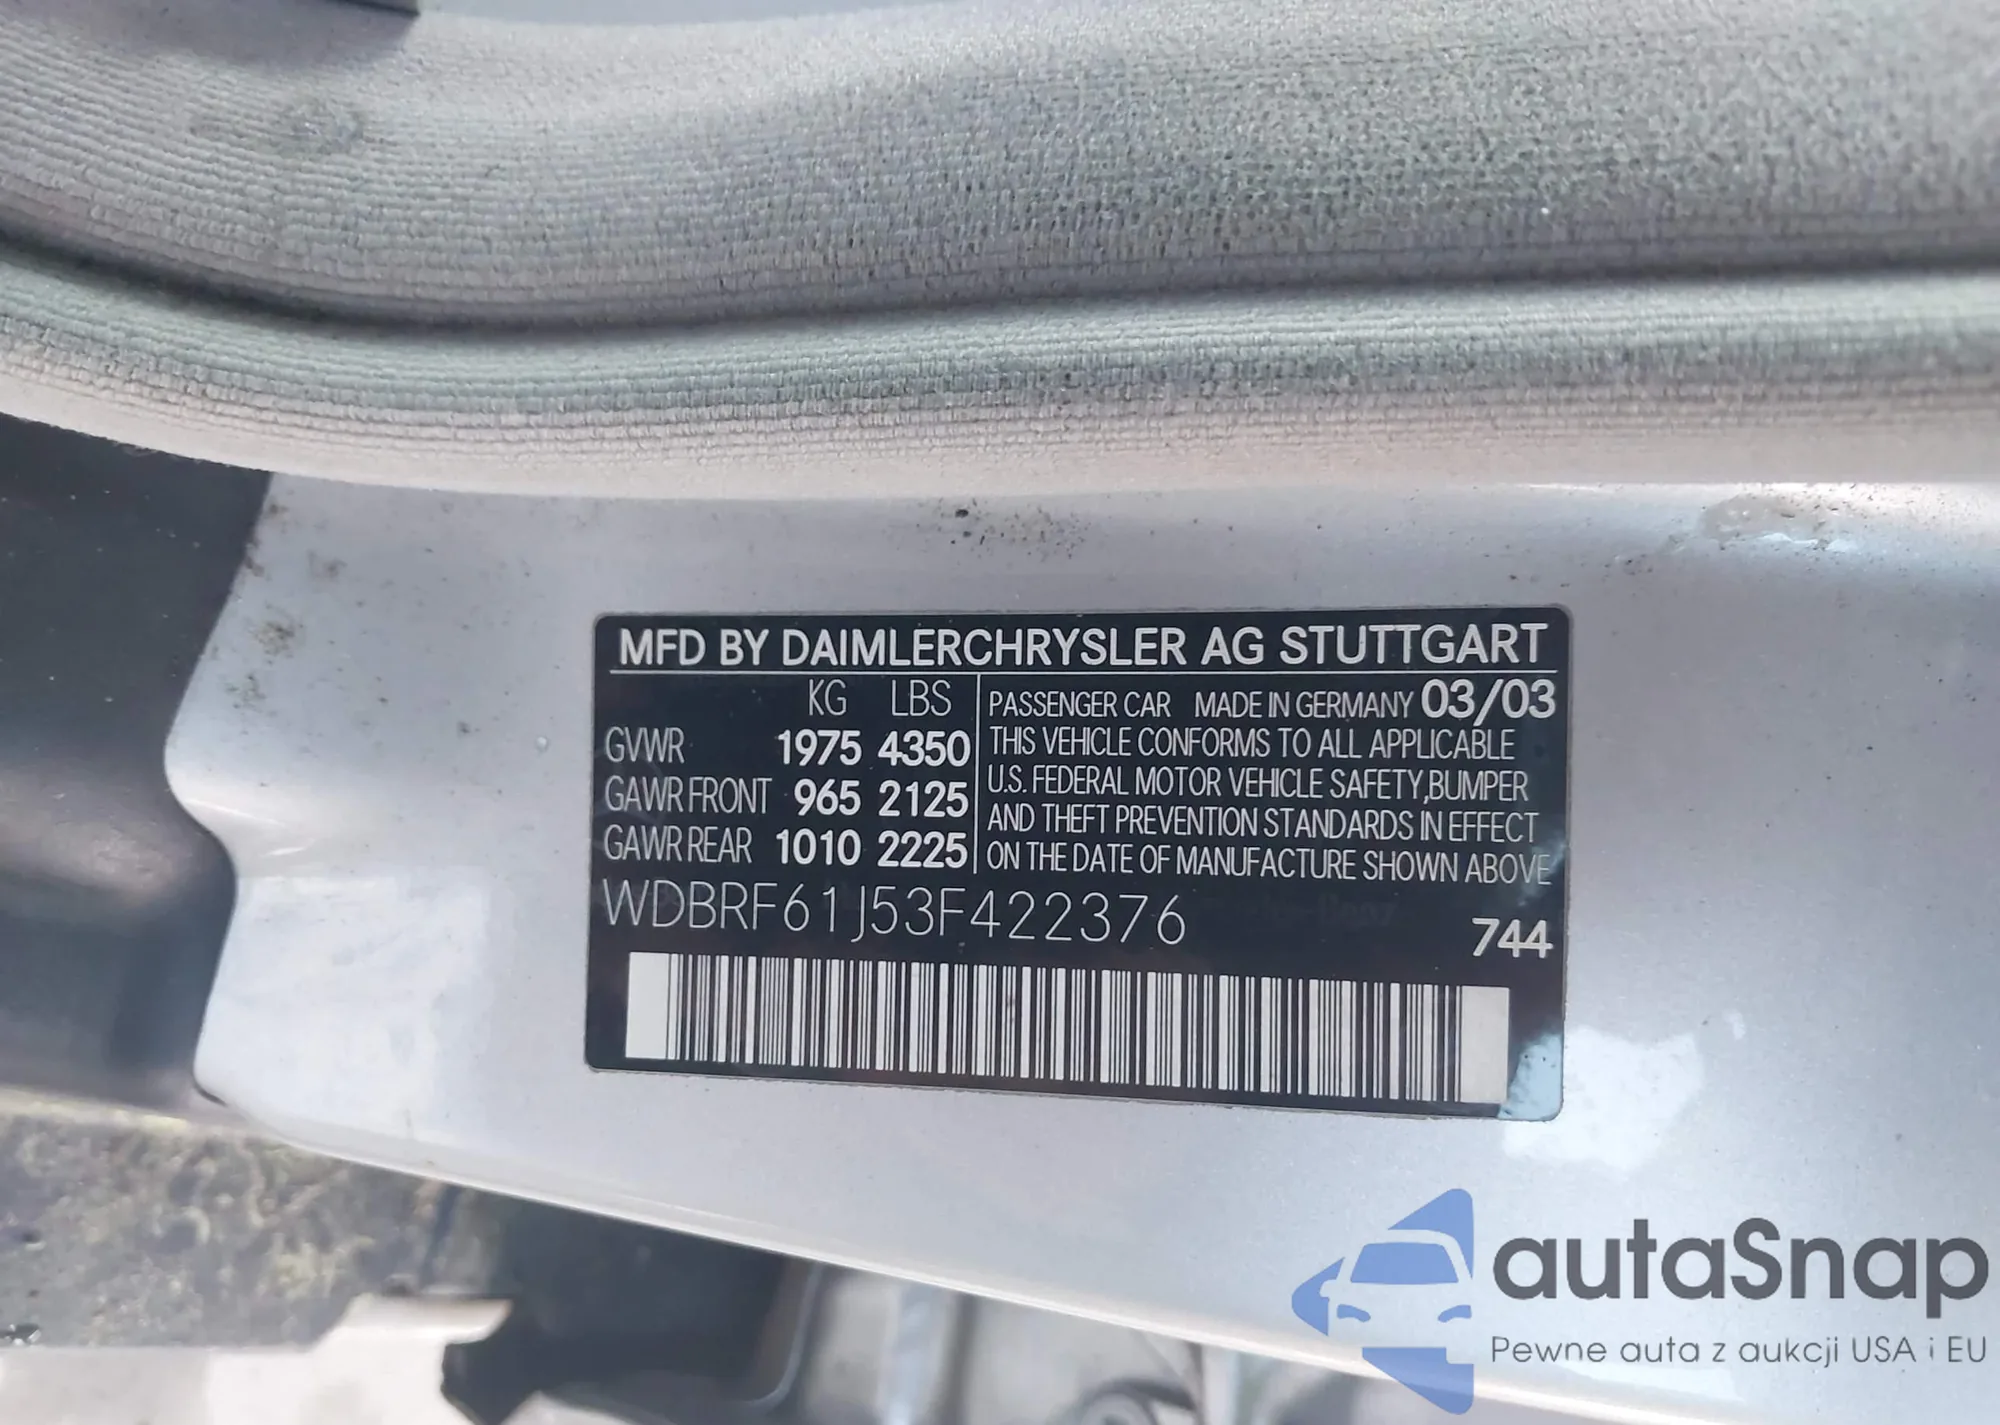 MFD BY DAIMLERCHRYSLER AG STUTTGART
KG LBS
GVWR 1975 4350
GAWR FRONT 965 2125
GAWR REAR 1010 2225
PASSENGER CAR MADE IN GERMANY 03/03
THIS VEHICLE CONFORMS TO ALL APPLICABLE
U.S. FEDERAL MOTOR VEHICLE SAFETY,BUMPER
AND THEFT PREVENTION STANDARDS IN EFFECT
ON THE DATE OF MANUFACTURE SHOWN ABOVE
WDBRF61J53F422376
744
autaSnap
Pewne auta z aukcji USA i EU